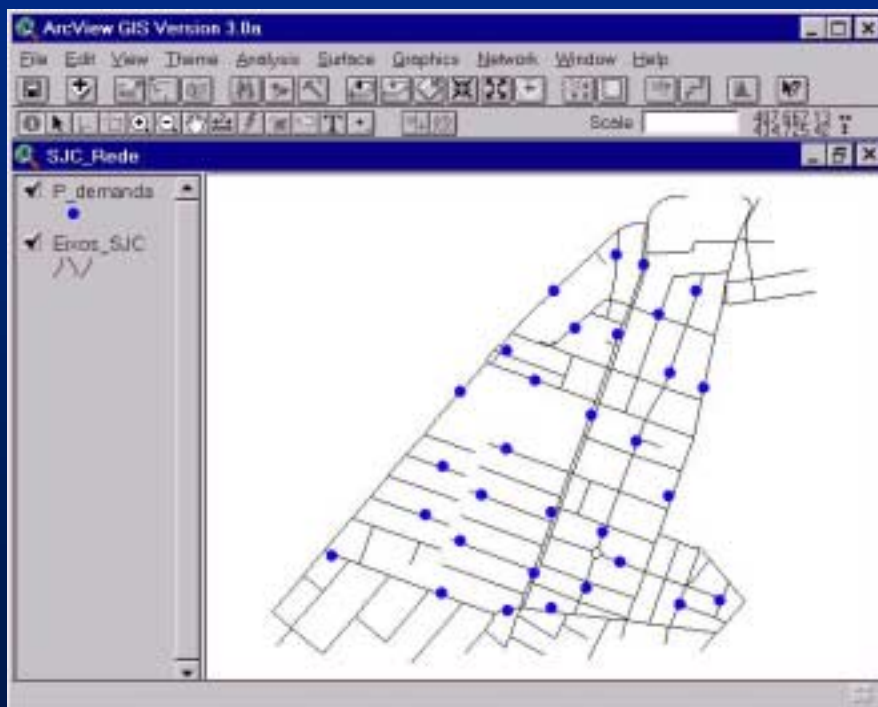 ArcView GIS Version 3.0a
File Edit View Theme Analysis Surface Graphics Network Window Help
Scale
SJC_Rede
P_demanda
Eixos_SJC